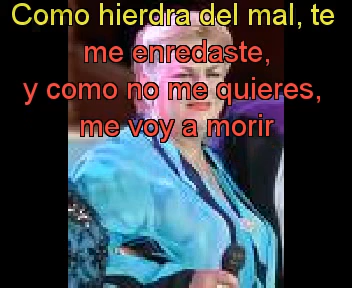 Como hierdra del mal, te
me enredaste,
y como no me quieres,
me voy a morir